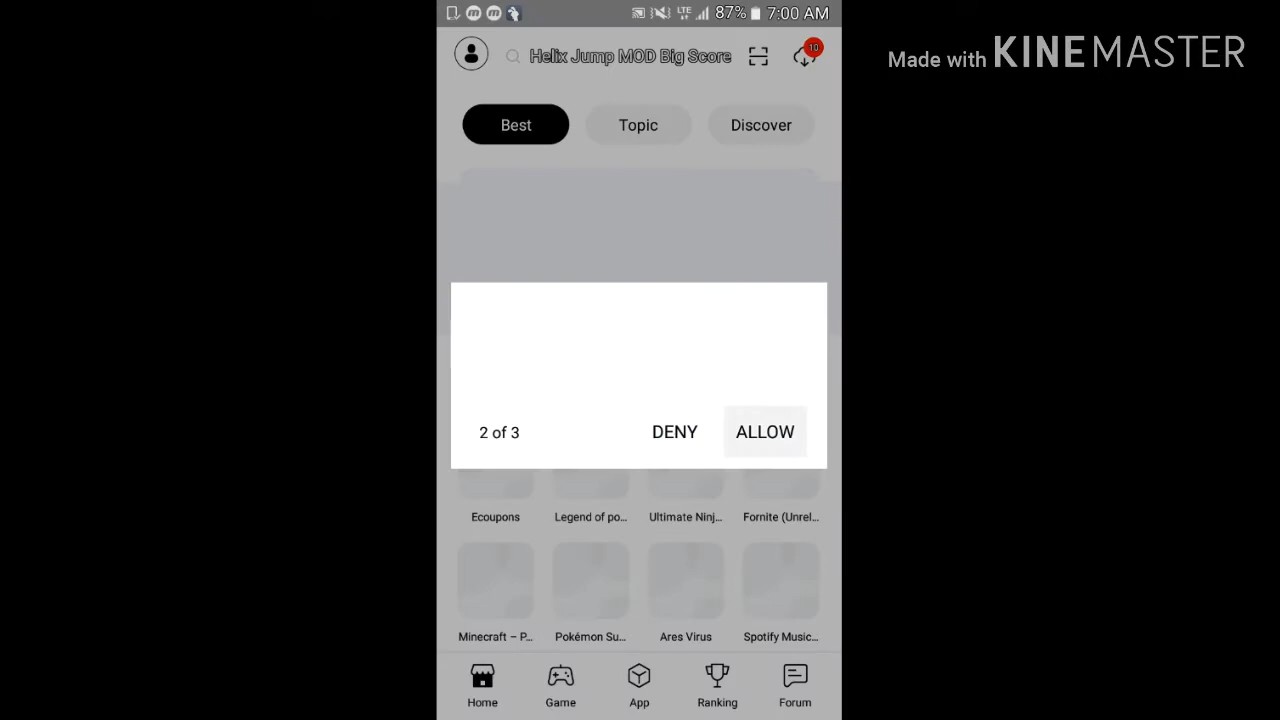 87% 7:00 AM
Made with KINEMASTER
Helix Jump MOD Big Score
10
Best Topic Discover
2 of 3 DENY ALLOW
Ecoupons Legend of po... Ultimate Ninj... Fornite (Unrel...
Minecraft – P... Pokémon Su... Ares Virus Spotify Music...
Home Game App Ranking Forum